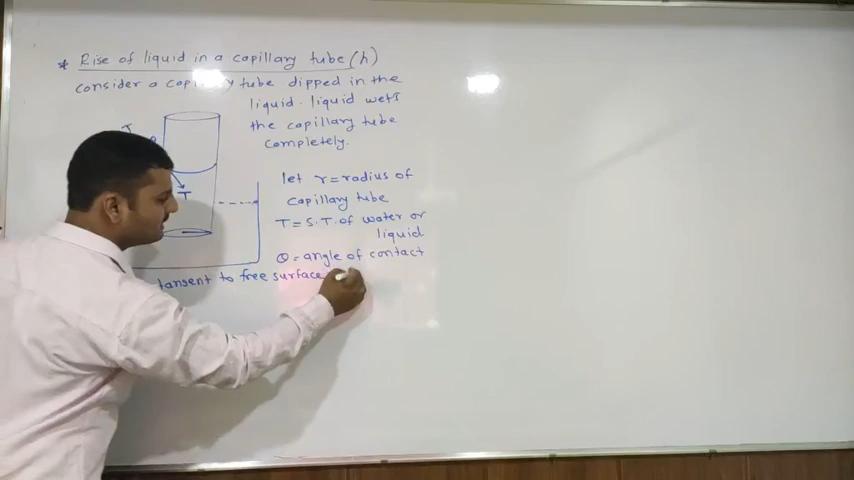 * Rise of liquid in a capillary tube (h)
consider a capillary tube dipped in the
liquid. liquid wets
the capillary tube
completely.
T
θ
T
let r = radius of
capillary tube
T = S.T. of water or
liquid
θ = angle of contact
tangent to free surface